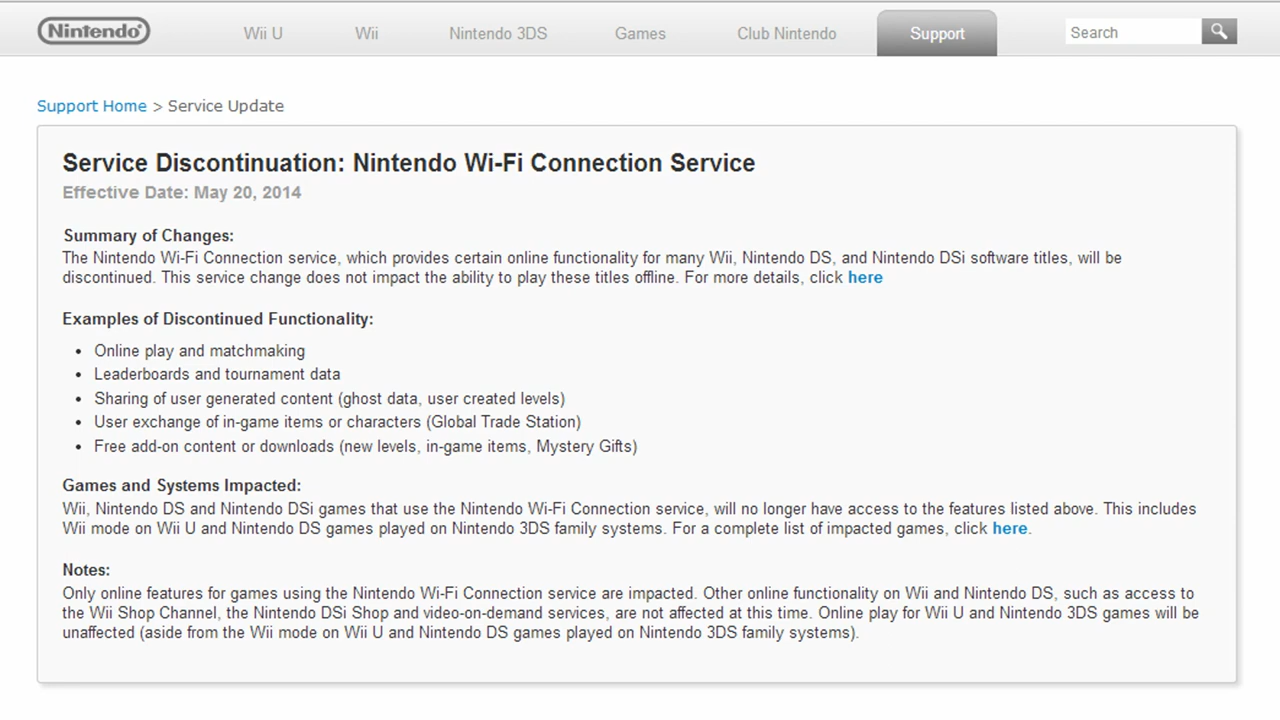 Nintendo®
Wii U
Wii
Nintendo 3DS
Games
Club Nintendo
Support
Search
Support Home > Service Update
Service Discontinuation: Nintendo Wi-Fi Connection Service
Effective Date: May 20, 2014
Summary of Changes:
The Nintendo Wi-Fi Connection service, which provides certain online functionality for many Wii, Nintendo DS, and Nintendo DSi software titles, will be
discontinued. This service change does not impact the ability to play these titles offline. For more details, click here
Examples of Discontinued Functionality:
• Online play and matchmaking
• Leaderboards and tournament data
• Sharing of user generated content (ghost data, user created levels)
• User exchange of in-game items or characters (Global Trade Station)
• Free add-on content or downloads (new levels, in-game items, Mystery Gifts)
Games and Systems Impacted:
Wii, Nintendo DS and Nintendo DSi games that use the Nintendo Wi-Fi Connection service, will no longer have access to the features listed above. This includes
Wii mode on Wii U and Nintendo DS games played on Nintendo 3DS family systems. For a complete list of impacted games, click here.
Notes:
Only online features for games using the Nintendo Wi-Fi Connection service are impacted. Other online functionality on Wii and Nintendo DS, such as access to
the Wii Shop Channel, the Nintendo DSi Shop and video-on-demand services, are not affected at this time. Online play for Wii U and Nintendo 3DS games will be
unaffected (aside from the Wii mode on Wii U and Nintendo DS games played on Nintendo 3DS family systems).